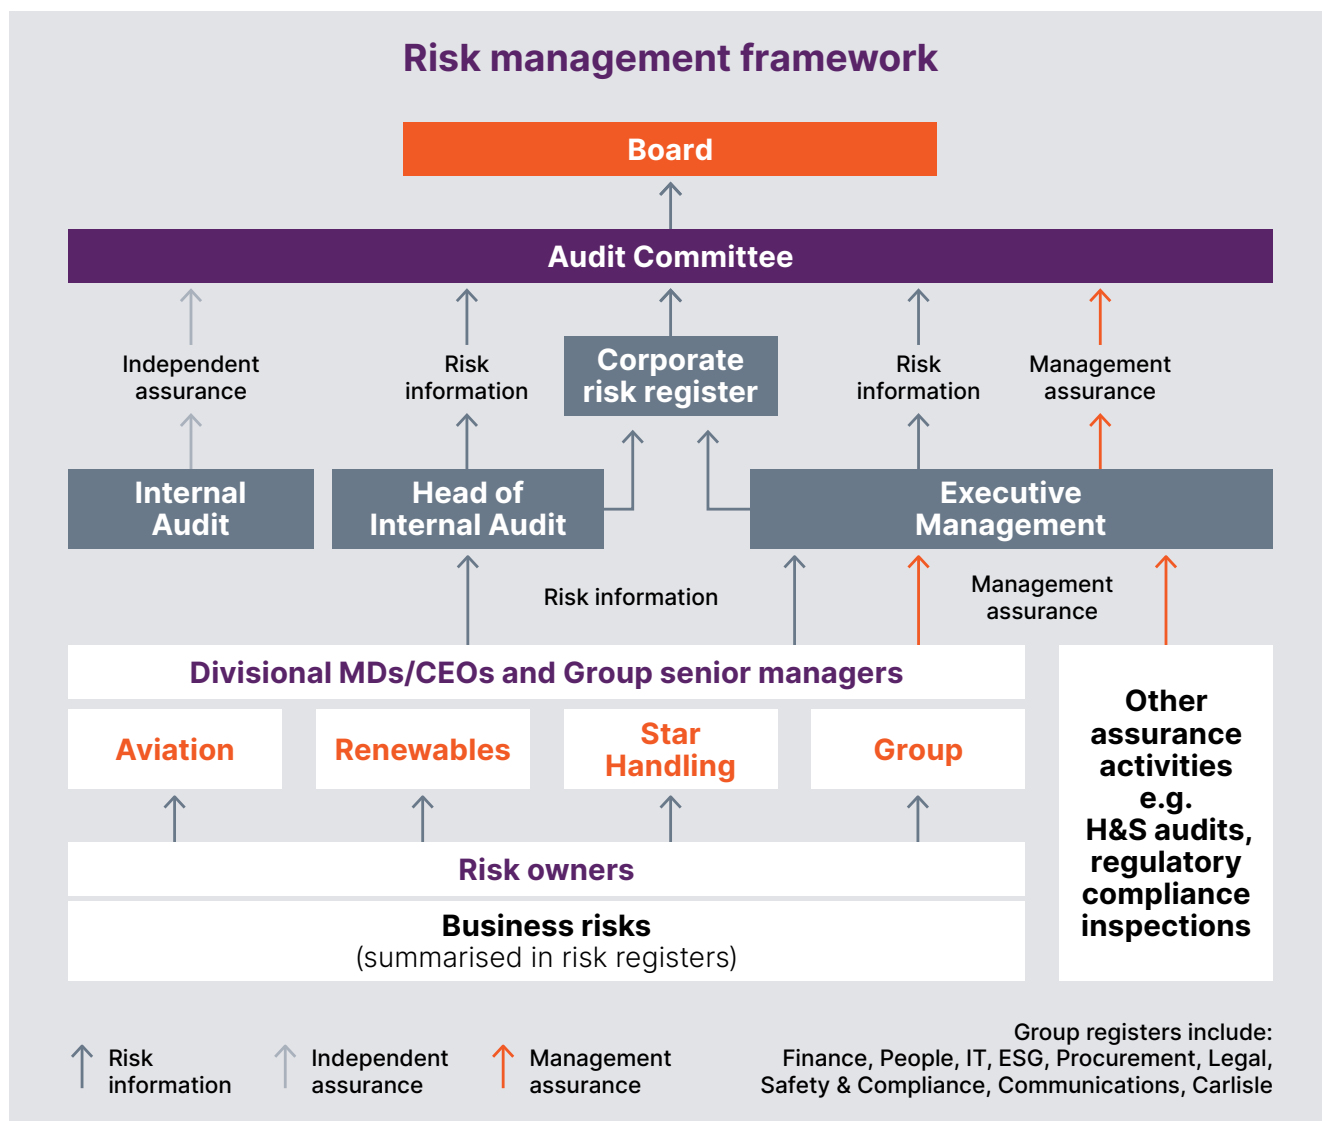 Risk management framework
Board
Audit Committee
Independent
assurance
Risk
information
Corporate
risk register
Risk
information
Management
assurance
Internal
Audit
Head of
Internal Audit
Executive
Management
Risk information
Management
assurance
Divisional MDs/CEOs and Group senior managers
Aviation
Renewables
Star
Handling
Group
Other
assurance
activities
e.g.
H&S audits,
regulatory
compliance
inspections
Risk owners
Business risks
(summarised in risk registers)
Risk
information
Independent
assurance
Management
assurance
Group registers include:
Finance, People, IT, ESG, Procurement, Legal,
Safety & Compliance, Communications, Carlisle